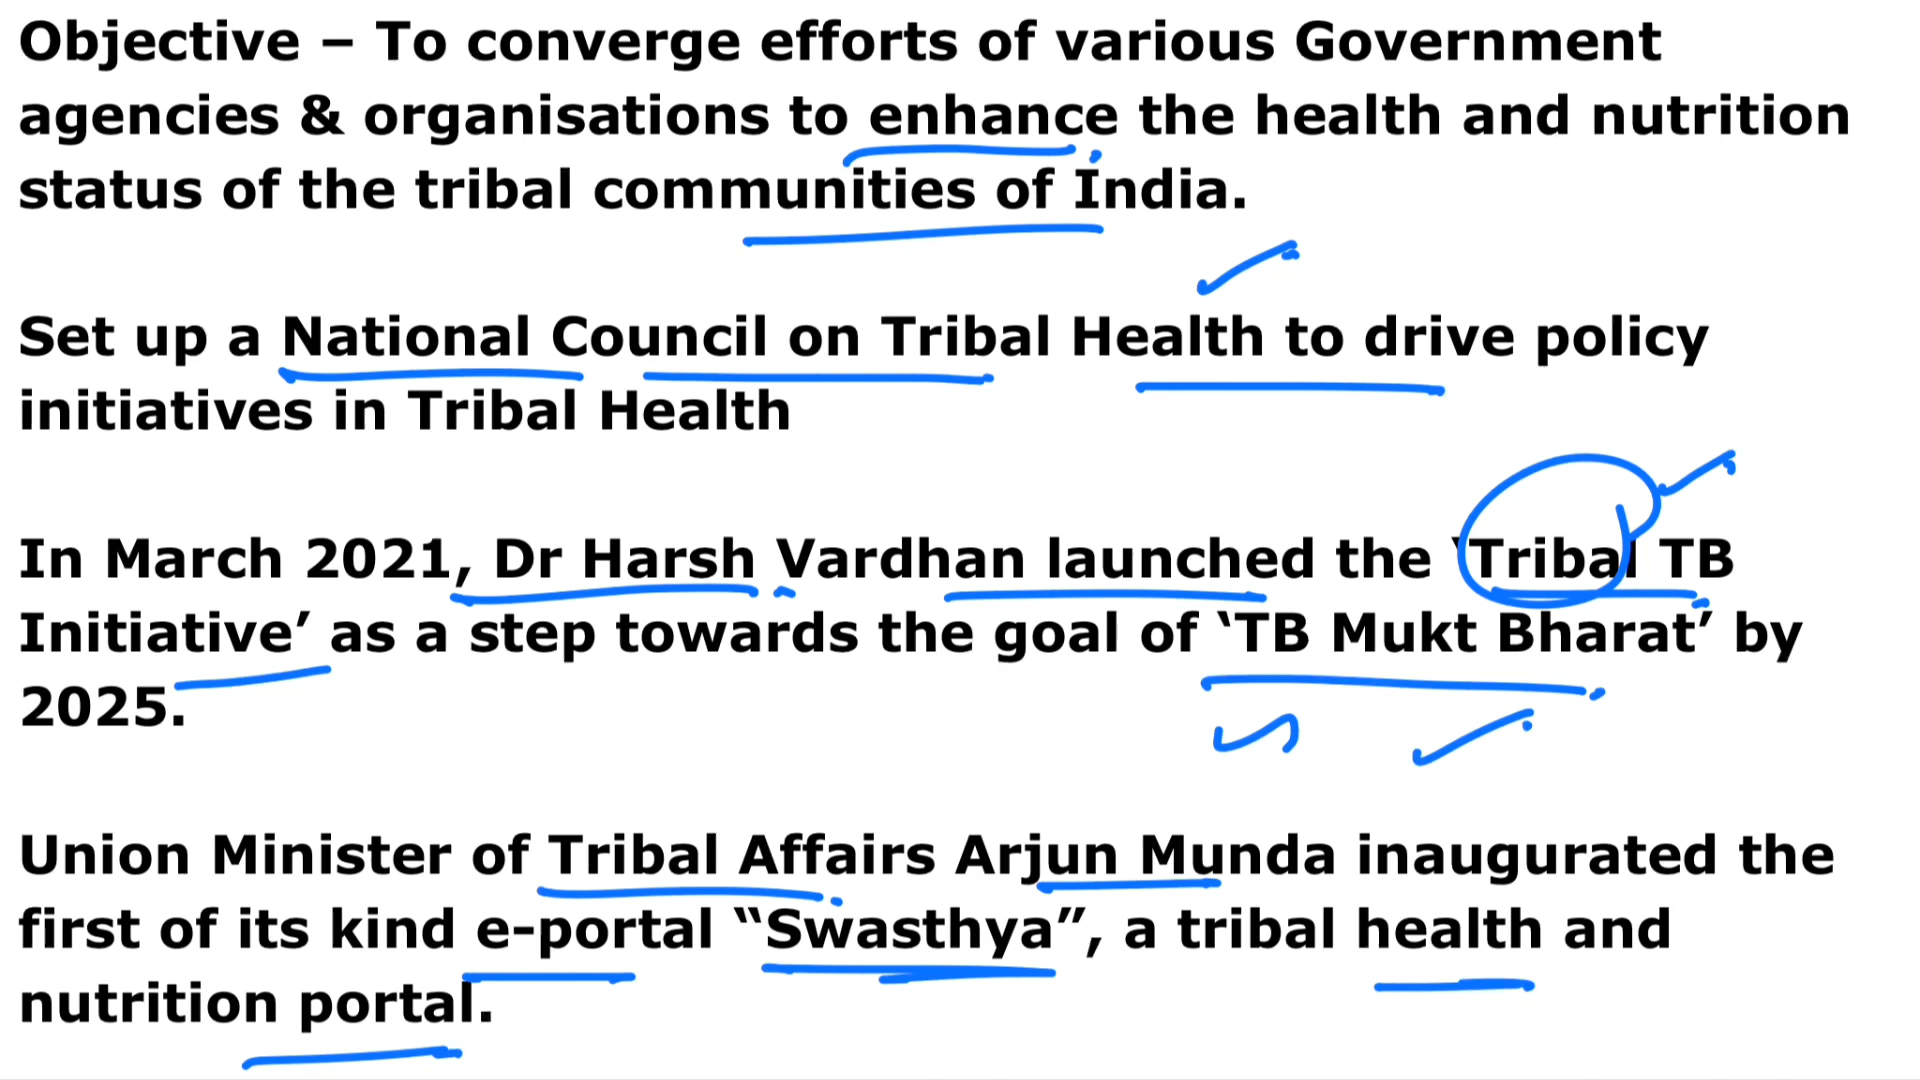 Objective – To converge efforts of various Government
agencies & organisations to enhance the health and nutrition
status of the tribal communities of India.
Set up a National Council on Tribal Health to drive policy
initiatives in Tribal Health
In March 2021, Dr Harsh Vardhan launched the ‘Tribal TB
Initiative’ as a step towards the goal of ‘TB Mukt Bharat’ by
2025.
Union Minister of Tribal Affairs Arjun Munda inaugurated the
first of its kind e-portal “Swasthya”, a tribal health and
nutrition portal.